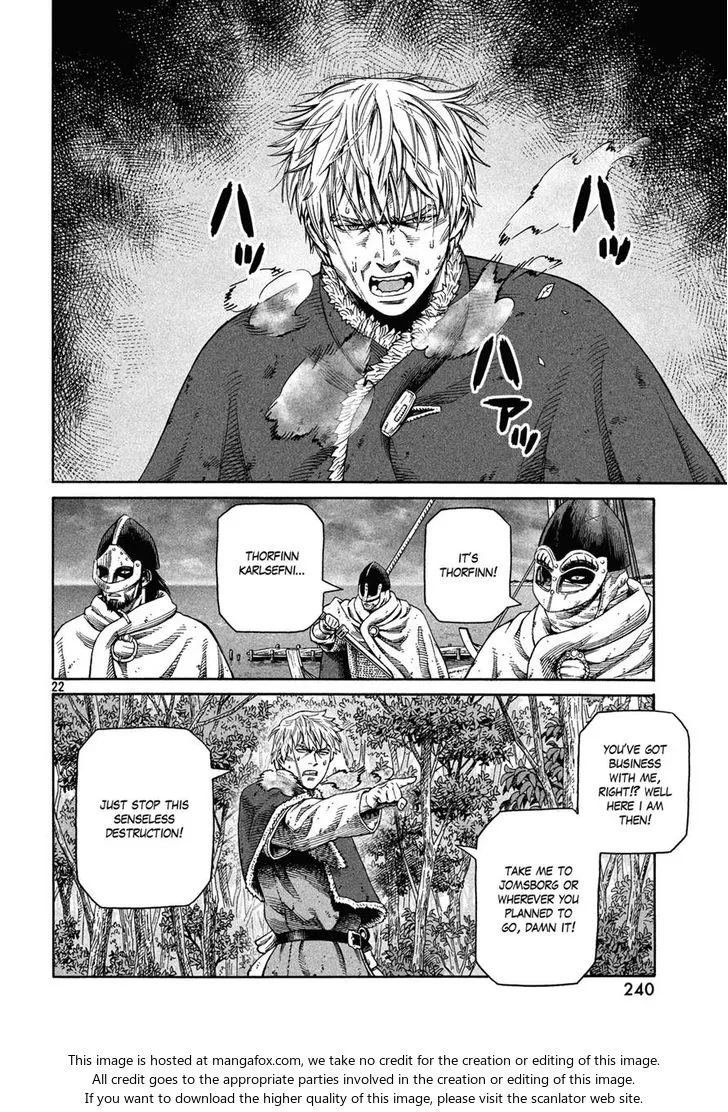 ハッ
ハッ
ハァッ
IT'S
THORFINN!
THORFINN
KARLSEFNI...
22
YOU'VE GOT
BUSINESS
WITH ME,
RIGHT!? WELL
HERE I AM
THEN!
TAKE ME TO
JOMSBORG OR
WHEREVER YOU
PLANNED TO
GO, DAMN IT!
JUST STOP THIS
SENSELESS
DESTRUCTION!
240
This image is hosted at mangafox.com, we take no credit for the creation or editing of this image.
All credit goes to the appropriate parties involved in the creation or editing of this image.
If you want to download the higher quality of this image, please visit the scanlator web site.